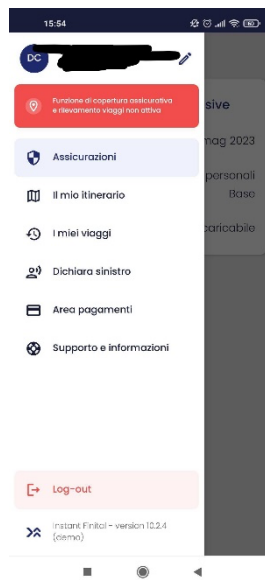 15:54
DC
Funzione di copertura assicurativa
e rilevamento viaggi non attiva
sive
mag 2023
Assicurazioni
personali
Il mio itinerario
Base
I miei viaggi
caricabile
Dichiara sinistro
Area pagamenti
Supporto e informazioni
Log-out
Instant Finital - version 10.2.4
(demo)